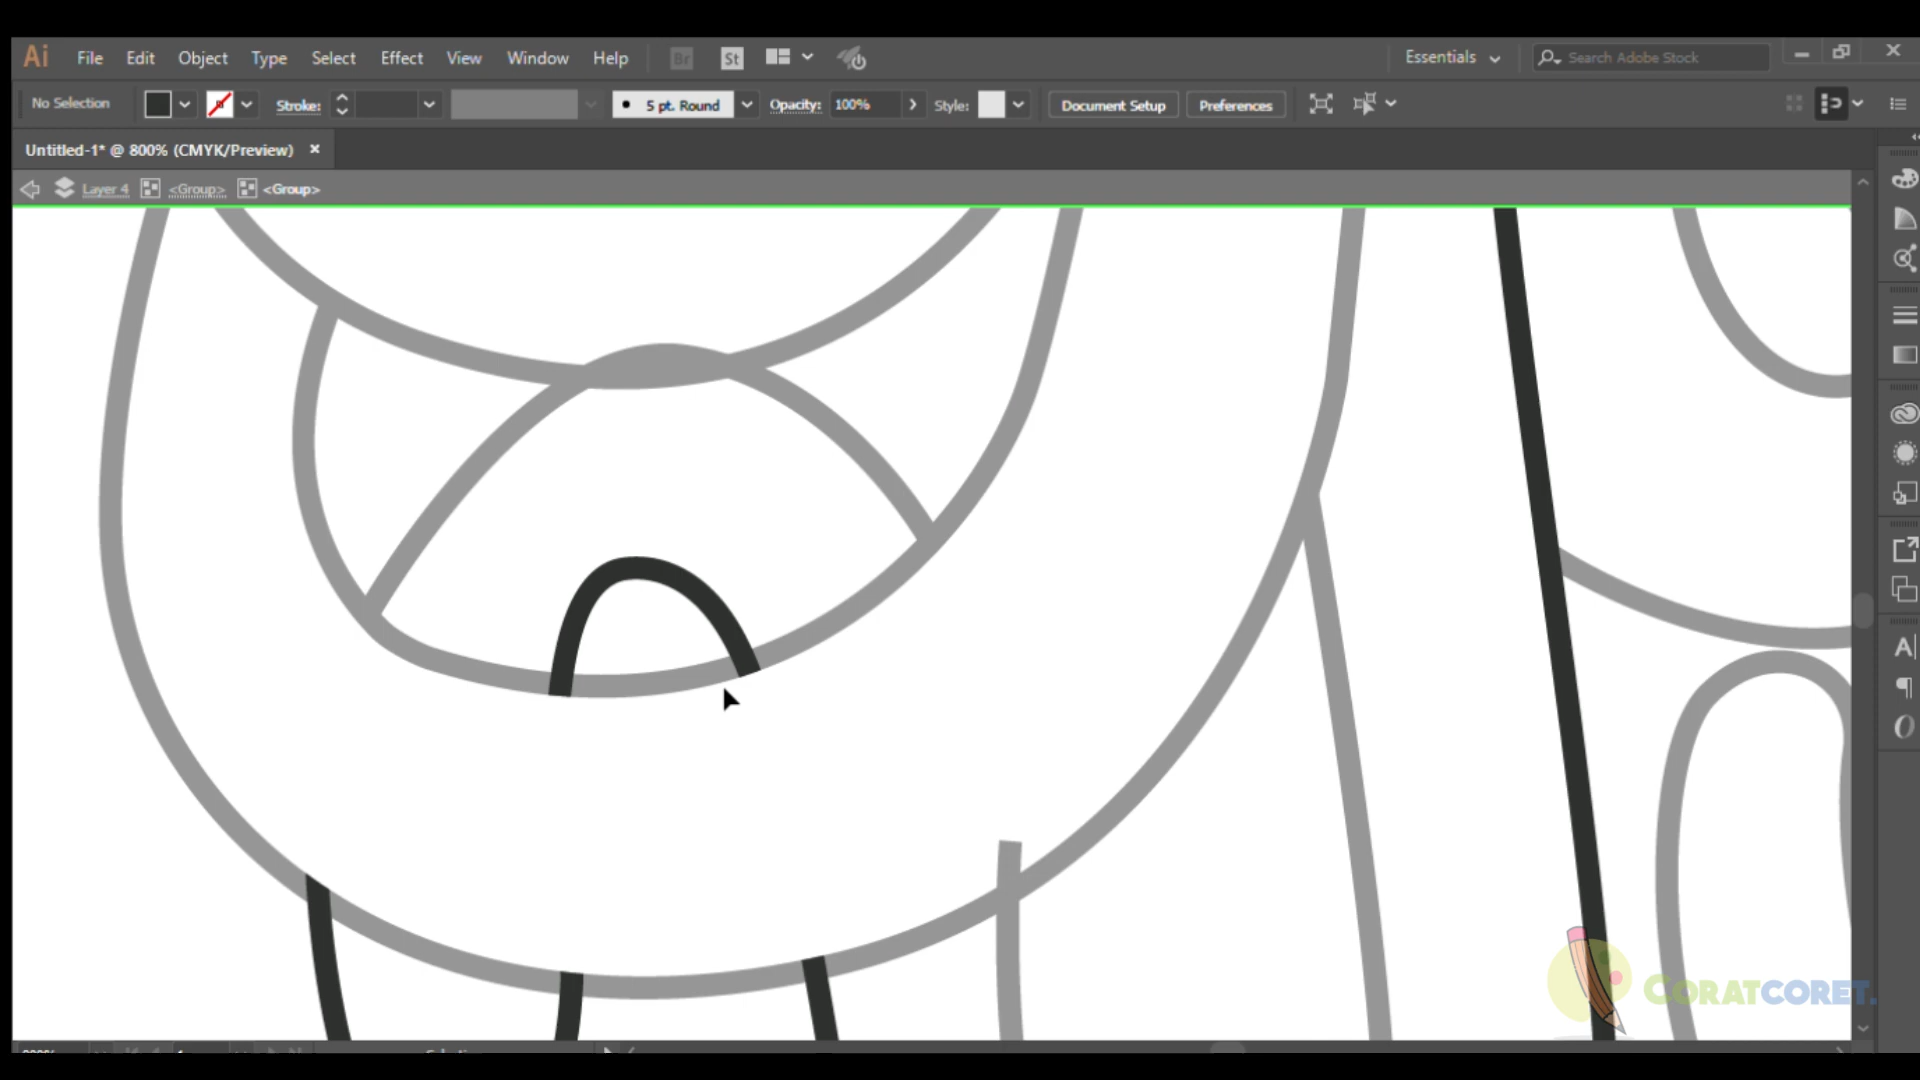 Ai File Edit Object Type Select Effect View Window Help Br St Essentials Search Adobe Stock
No Selection Stroke: 5 pt. Round Opacity: 100% Style: Document Setup Preferences
Untitled-1* @ 800% (CMYK/Preview) ×
Layer 4 <Group> <Group>
CORATCORET.